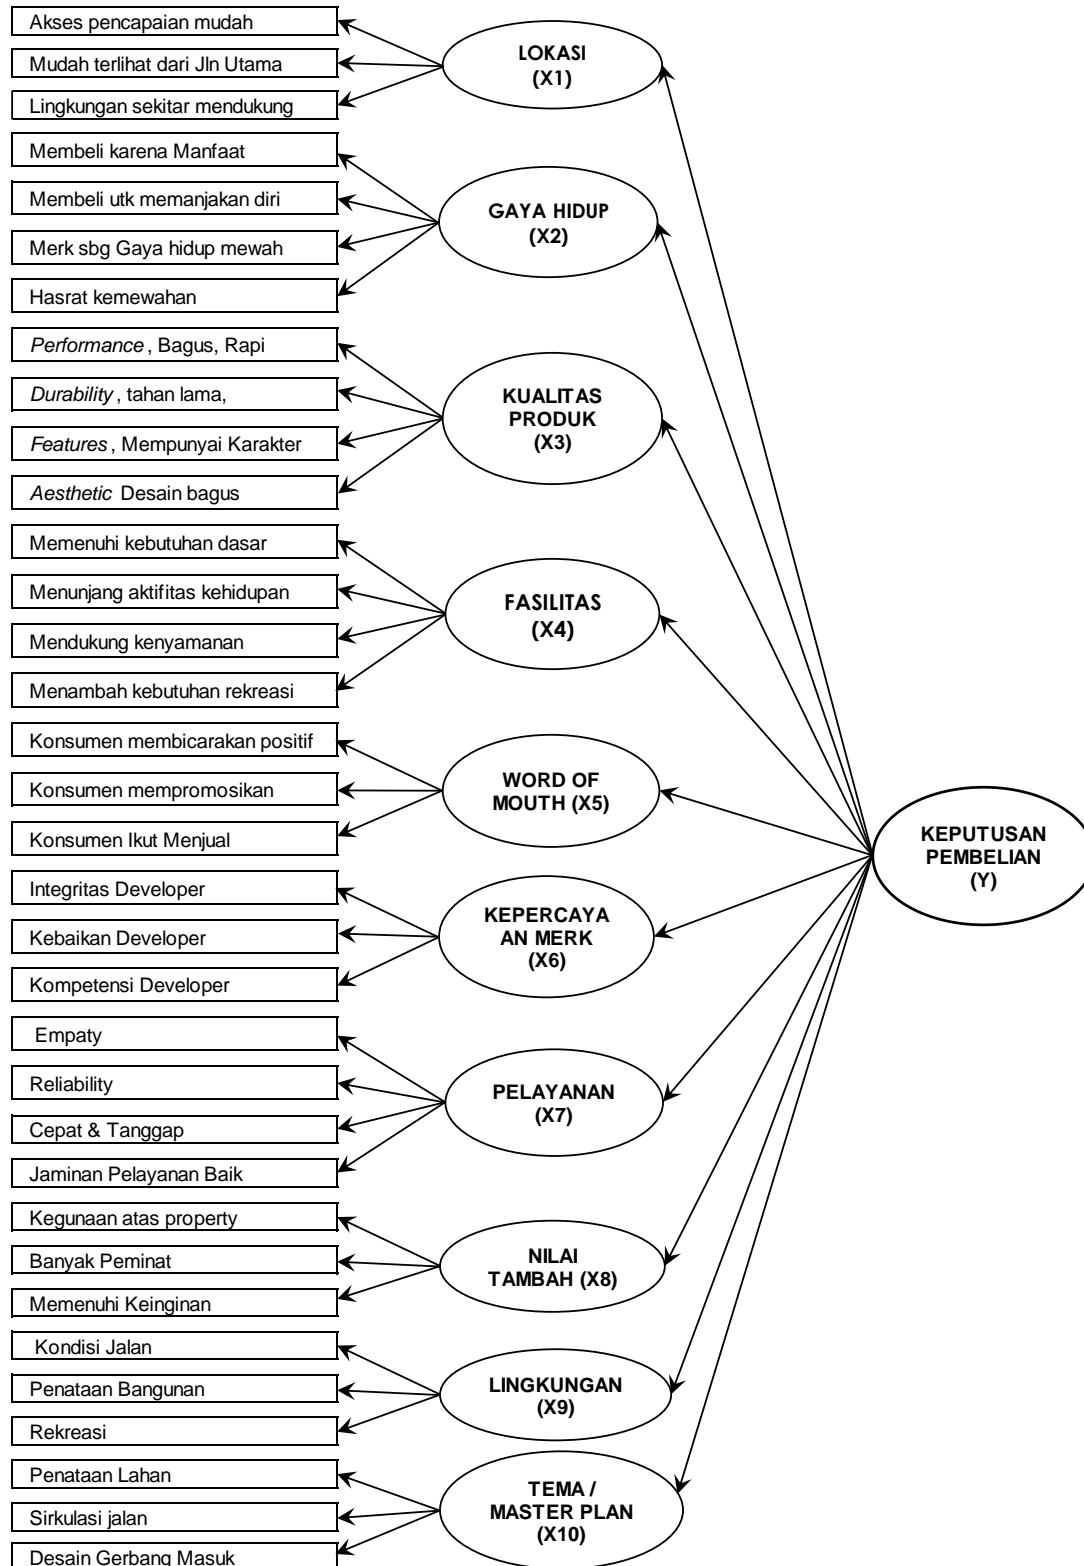 Akses pencapaian mudah
Mudah terlihat dari Jln Utama
Lingkungan sekitar mendukung
LOKASI
(X1)
Membeli karena Manfaat
Membeli utk memanjakan diri
Merk sbg Gaya hidup mewah
Hasrat kemewahan
GAYA HIDUP
(X2)
Performance, Bagus, Rapi
Durability, tahan lama,
Features, Mempunyai Karakter
Aesthetic Desain bagus
KUALITAS
PRODUK
(X3)
Memenuhi kebutuhan dasar
Menunjang aktifitas kehidupan
Mendukung kenyamanan
Menambah kebutuhan rekreasi
FASILITAS
(X4)
Konsumen membicarakan positif
Konsumen mempromosikan
Konsumen Ikut Menjual
WORD OF
MOUTH (X5)
Integritas Developer
Kebaikan Developer
Kompetensi Developer
KEPERCAYA
AN MERK
(X6)
Empaty
Reliability
Cepat & Tanggap
Jaminan Pelayanan Baik
PELAYANAN
(X7)
Kegunaan atas property
Banyak Peminat
Memenuhi Keinginan
NILAI
TAMBAH (X8)
Kondisi Jalan
Penataan Bangunan
Rekreasi
LINGKUNGAN
(X9)
Penataan Lahan
Sirkulasi jalan
Desain Gerbang Masuk
TEMA /
MASTER PLAN
(X10)
KEPUTUSAN
PEMBELIAN
(Y)